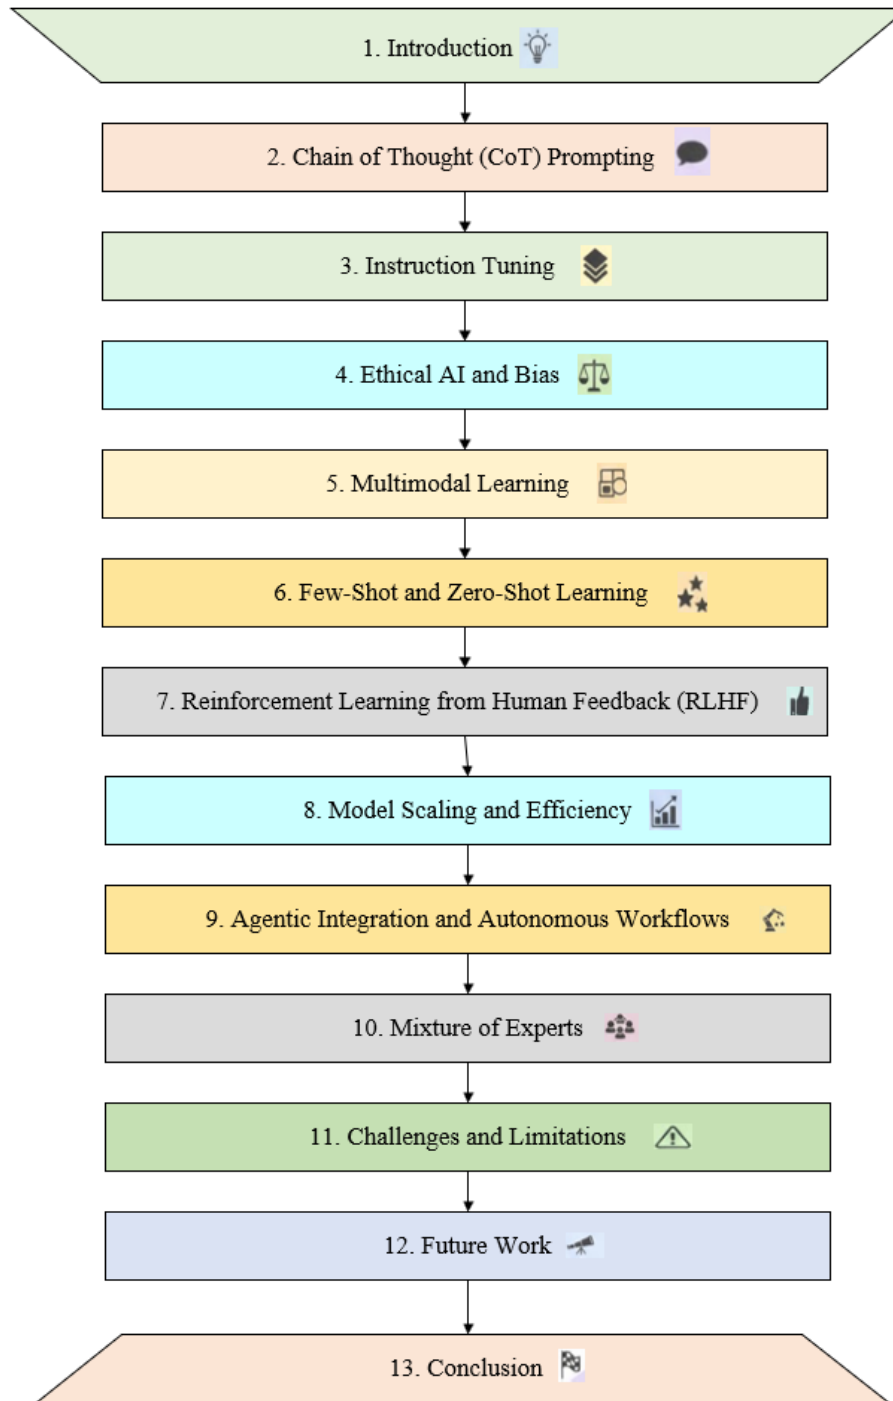 1. Introduction
2. Chain of Thought (CoT) Prompting
3. Instruction Tuning
4. Ethical AI and Bias
5. Multimodal Learning
6. Few-Shot and Zero-Shot Learning
7. Reinforcement Learning from Human Feedback (RLHF)
8. Model Scaling and Efficiency
9. Agentic Integration and Autonomous Workflows
10. Mixture of Experts
11. Challenges and Limitations
12. Future Work
13. Conclusion